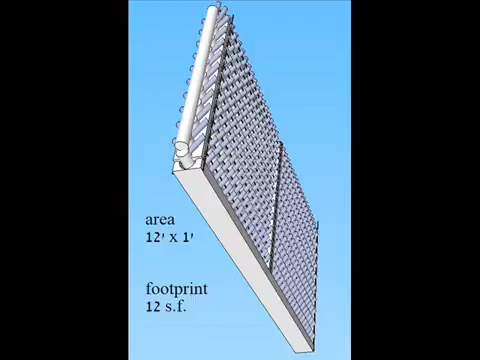 area
12' x 1'
footprint
12 s.f.